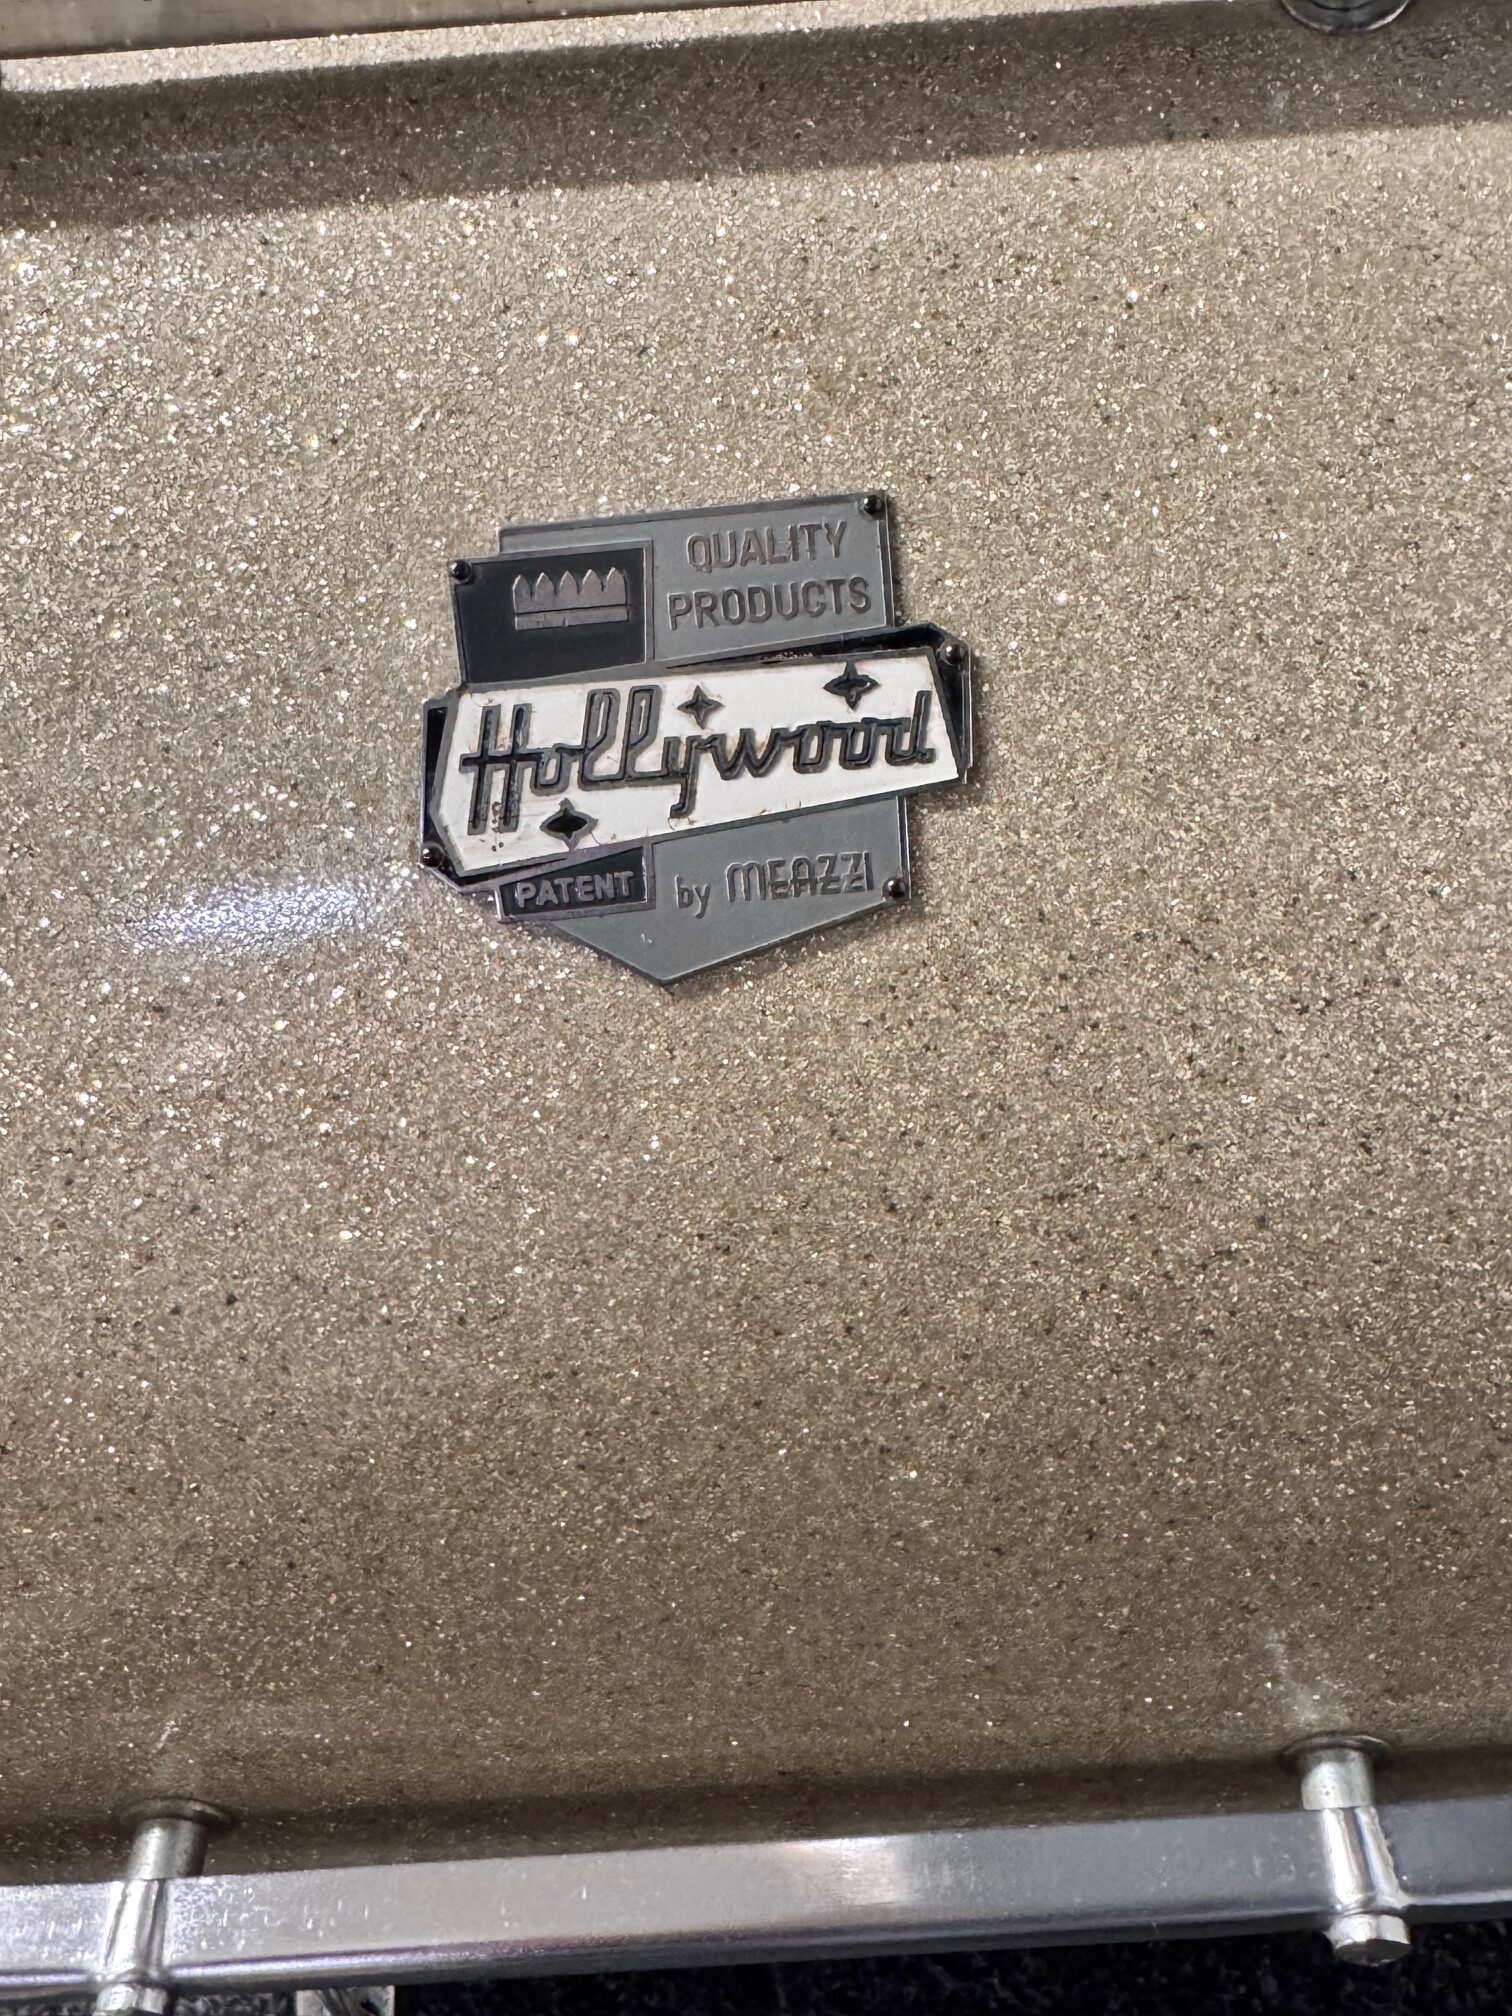 QUALITY
PRODUCTS
Hollywood
PATENT
by MEAZZI